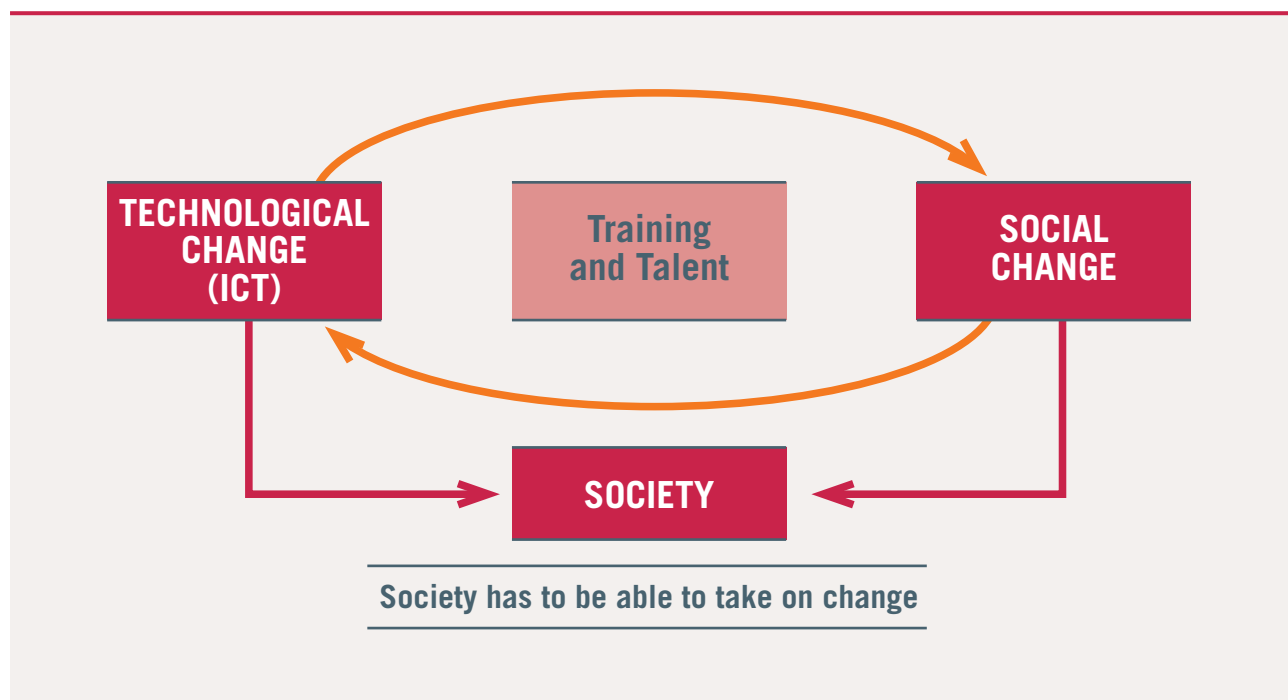 TECHNOLOGICAL
CHANGE
(ICT)
Training
and Talent
SOCIAL
CHANGE
SOCIETY
Society has to be able to take on change